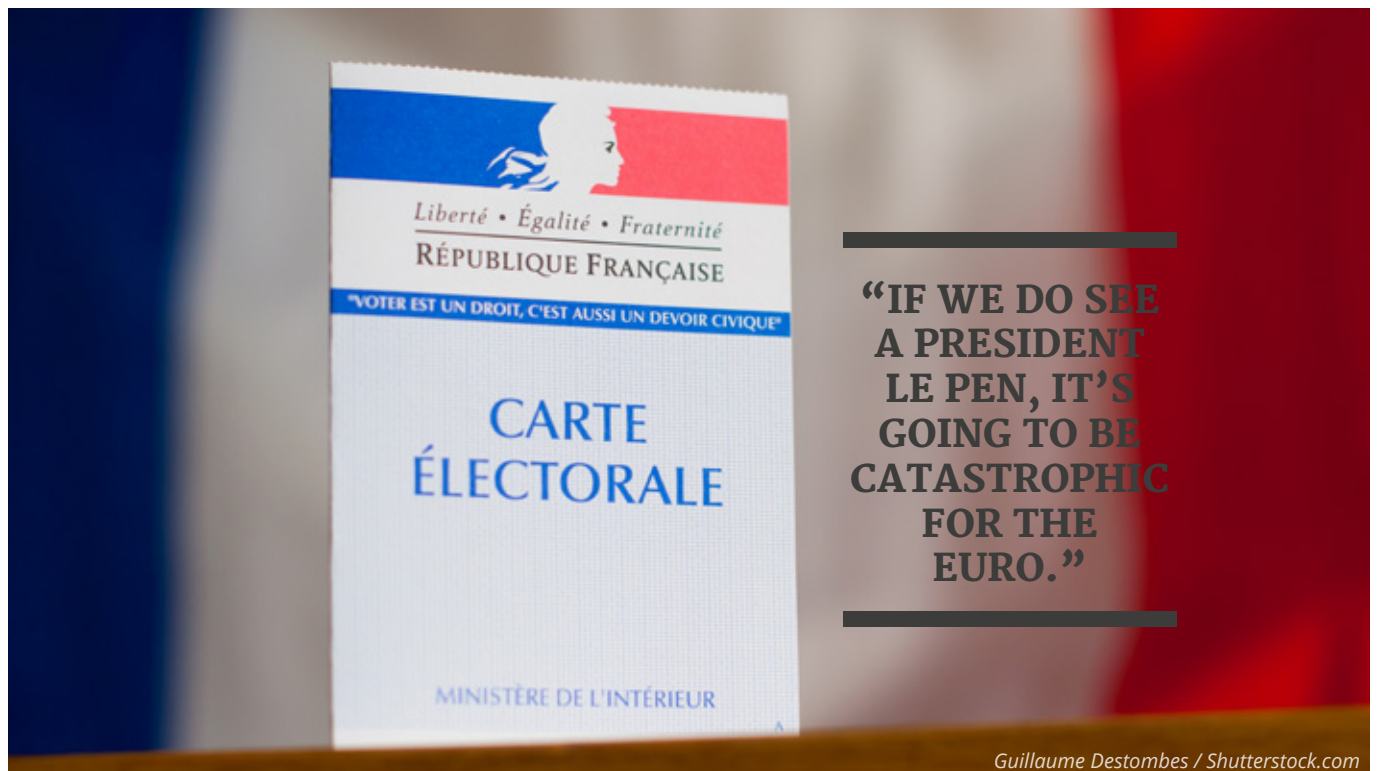 Liberté • Égalité • Fraternité
RÉPUBLIQUE FRANÇAISE
"VOTER EST UN DROIT, C'EST AUSSI UN DEVOIR CIVIQUE"
CARTE
ÉLECTORALE
MINISTÈRE DE L'INTÉRIEUR
A
“IF WE DO SEE
A PRESIDENT
LE PEN, IT’S
GOING TO BE
CATASTROPHIC
FOR THE
EURO.”
Guillaume Destombes / Shutterstock.com